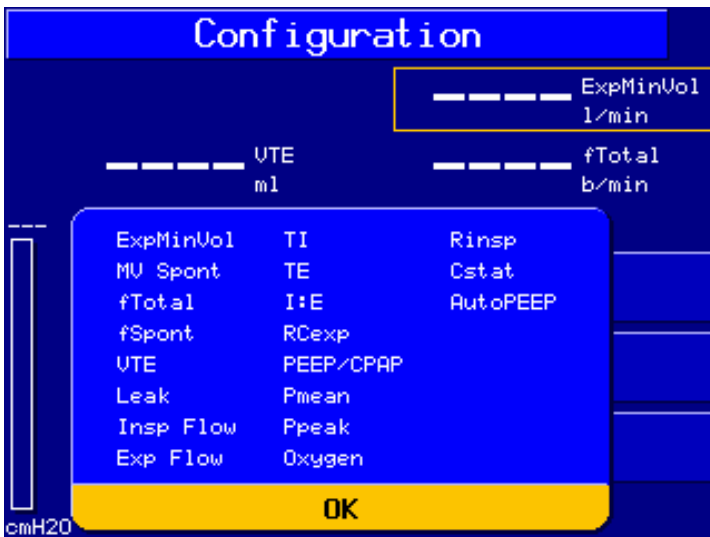 Configuration
---- ExpMinVol
l/min
---- VTE
ml
---- fTotal
b/min
---
ExpMinVol TI Rinsp
MV Spont TE Cstat
fTotal I:E AutoPEEP
fSpont RCexp
VTE PEEP/CPAP
Leak Pmean
Insp Flow Ppeak
Exp Flow Oxygen
OK
cmH2O